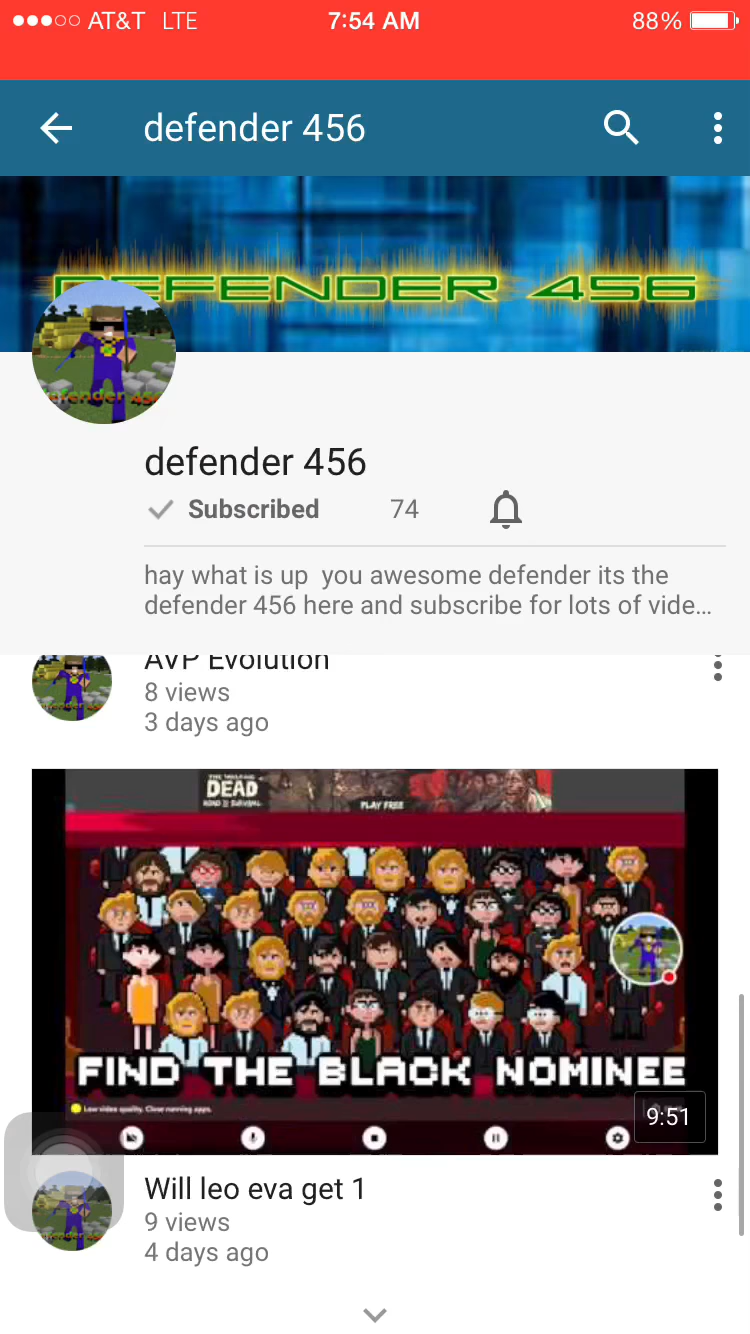 AT&T LTE 7:54 AM 88%
defender 456
DEFENDER 456
defender 456
defender 456
Subscribed 74
hay what is up you awesome defender its the
defender 456 here and subscribe for lots of vide...
AVP Evolution
8 views
3 days ago
THE WALKING
DEAD
ROAD TO SURVIVAL
PLAY FREE
FIND THE BLACK NOMINEE
Low video quality. Close running apps.
9:51
Will leo eva get 1
9 views
4 days ago